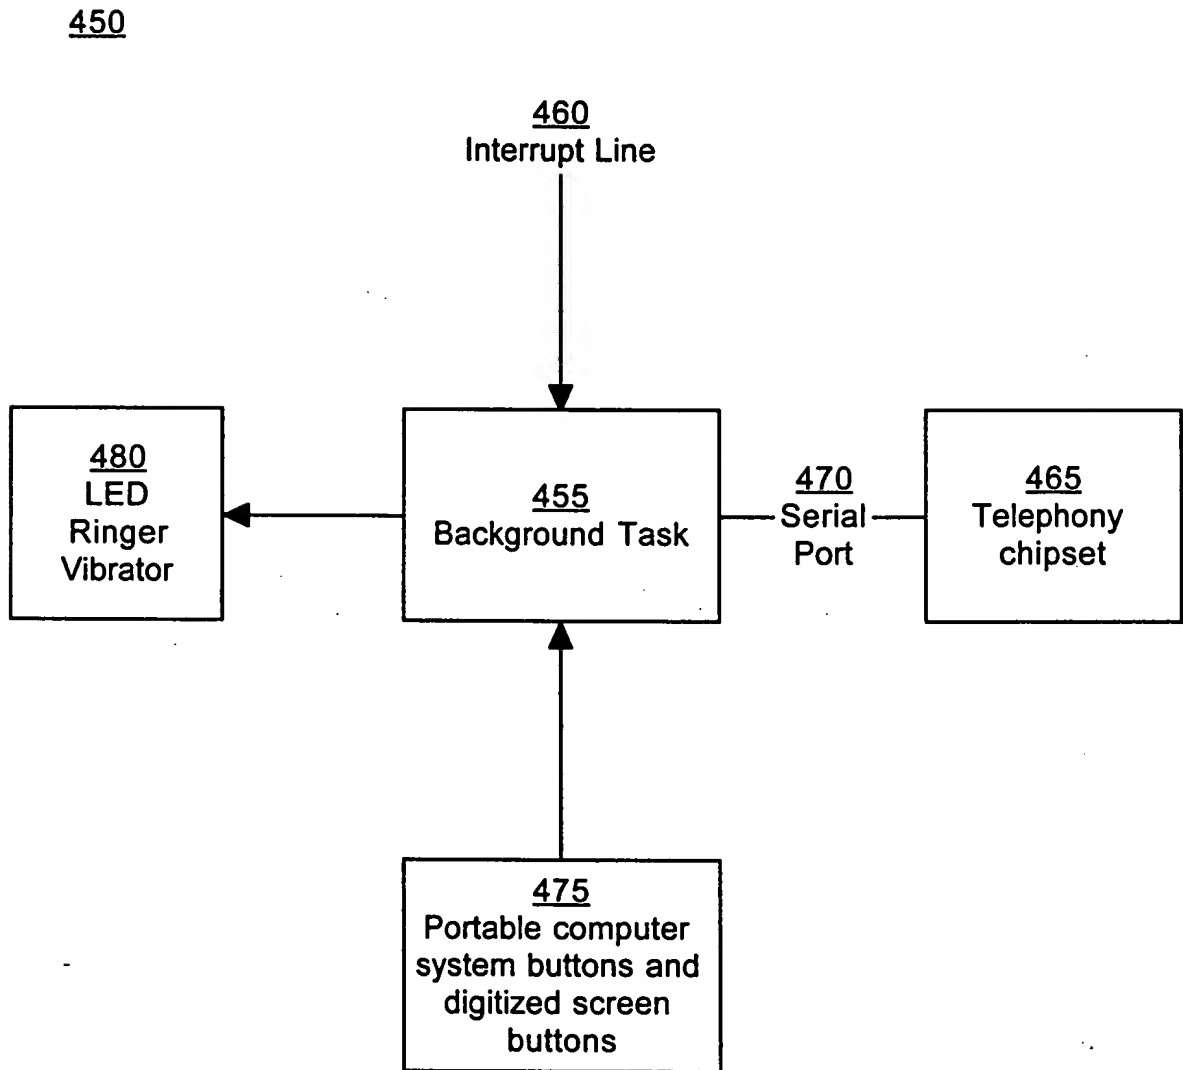 450
460
Interrupt Line
480
LED
Ringer
Vibrator
455
Background Task
470
Serial
Port
465
Telephony
chipset
475
Portable computer
system buttons and
digitized screen
buttons